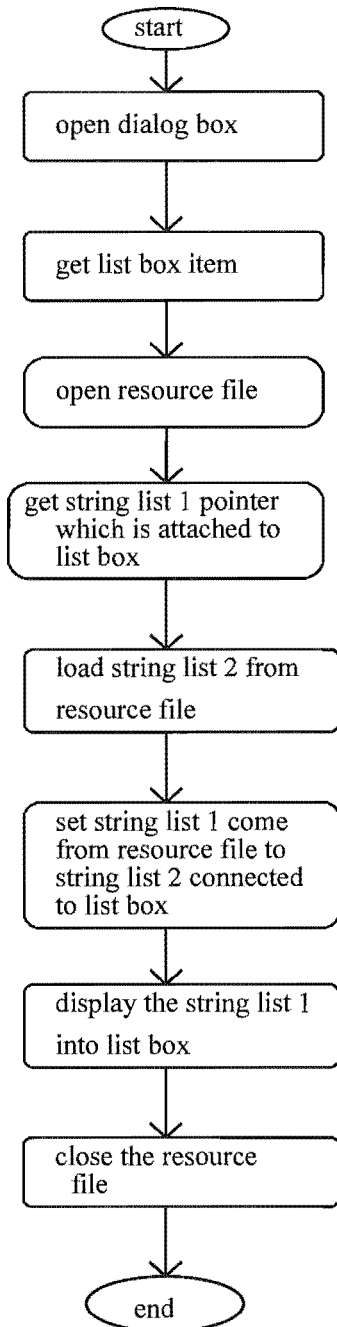 start
open dialog box
get list box item
open resource file
get string list 1 pointer
which is attached to
list box
load string list 2 from
resource file
set string list 1 come
from resource file to
string list 2 connected
to list box
display the string list 1
into list box
close the resource
file
end